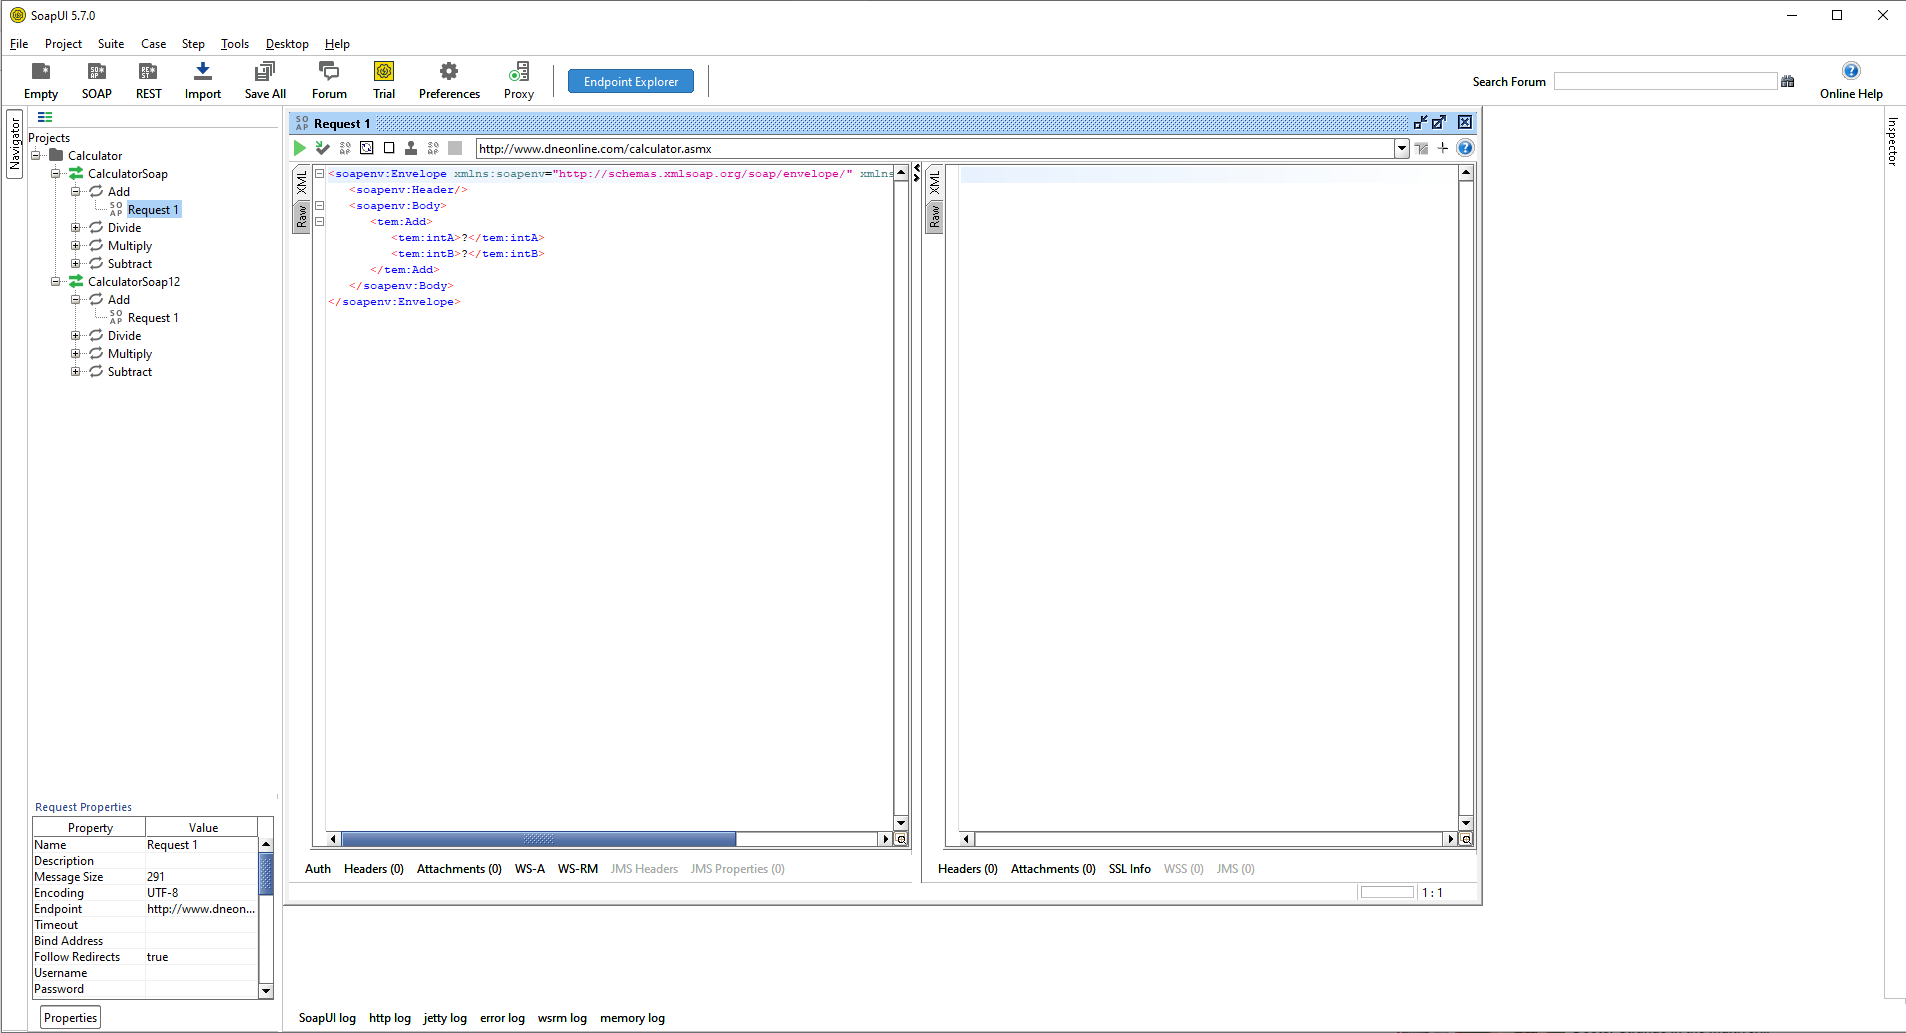 SoapUI 5.7.0
File Project Suite Case Step Tools Desktop Help
Empty SOAP REST Import Save All Forum Trial Preferences Proxy Endpoint Explorer Search Forum Online Help
Navigator
Projects
Calculator
CalculatorSoap
Add
SO AP Request 1
Divide
Multiply
Subtract
CalculatorSoap12
Add
SO AP Request 1
Divide
Multiply
Subtract
Request Properties
Property Value
Name Request 1
Description
Message Size 291
Encoding UTF-8
Endpoint http://www.dneon...
Timeout
Bind Address
Follow Redirects true
Username
Password
Properties
SO AP Request 1
http://www.dneonline.com/calculator.asmx
XML
Raw
<soapenv:Envelope xmlns:soapenv="http://schemas.xmlsoap.org/soap/envelope/" xmlns
<soapenv:Header/>
<soapenv:Body>
<tem:Add>
<tem:intA>?</tem:intA>
<tem:intB>?</tem:intB>
</tem:Add>
</soapenv:Body>
</soapenv:Envelope>
XML
Raw
Auth Headers (0) Attachments (0) WS-A WS-RM JMS Headers JMS Properties (0)
Headers (0) Attachments (0) SSL Info WSS (0) JMS (0)
1 : 1
Inspector
SoapUI log http log jetty log error log wsrm log memory log